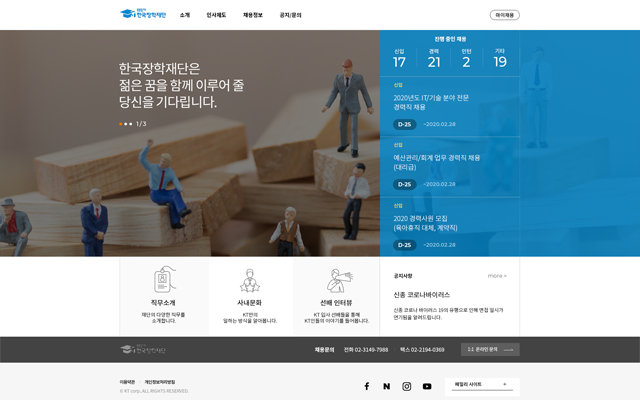 한국장학재단
소개
인사제도
채용정보
공지/문의
마이채용
한국장학재단은
젊은 꿈을 함께 이루어 줄
당신을 기다립니다.
1/3
진행 중인 채용
신입 경력 인턴 기타
17 21 2 19
신입
2020년도 IT/기술 분야 전문
경력직 채용
D-25 ~2020.02.28
신입
예산관리/회계 업무 경력직 채용
(대리급)
D-25 ~2020.02.28
신입
2020 경력사원 모집
(육아휴직 대체, 계약직)
D-25 ~2020.02.28
직무소개
재단의 다양한 직무를
소개합니다.
사내문화
KT만의
일하는 방식을 알아봅니다.
선배 인터뷰
KT 입사 선배들을 통해
KT인들의 이야기를 들어봅니다.
공지사항 more +
신종 코로나바이러스
신종 코로나 바이러스 19의 유행으로 인해 면접 일시가
연기됨을 알려드립니다.
한국장학재단
채용문의 전화 02-3149-7988 팩스 02-2194-0369
1:1 온라인 문의
이용약관 개인정보처리방침
© KT corp. ALL RIGHTS RESERVED.
패밀리 사이트 +